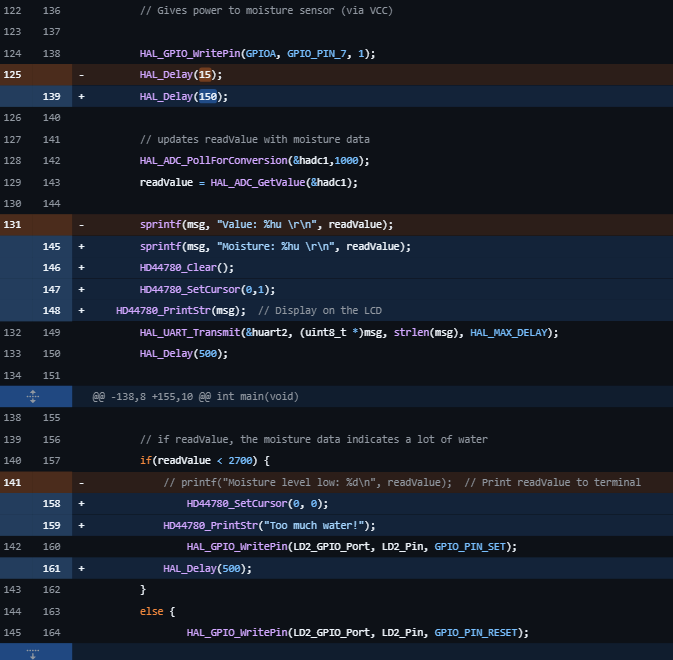 122 136 // Gives power to moisture sensor (via VCC)
123 137
124 138 HAL_GPIO_WritePin(GPIOA, GPIO_PIN_7, 1);
125 - HAL_Delay(15);
139 + HAL_Delay(150);
126 140
127 141 // updates readValue with moisture data
128 142 HAL_ADC_PollForConversion(&hadc1,1000);
129 143 readValue = HAL_ADC_GetValue(&hadc1);
130 144
131 - sprintf(msg, "Value: %hu \r\n", readValue);
145 + sprintf(msg, "Moisture: %hu \r\n", readValue);
146 + HD44780_Clear();
147 + HD44780_SetCursor(0,1);
148 + HD44780_PrintStr(msg); // Display on the LCD
132 149 HAL_UART_Transmit(&huart2, (uint8_t *)msg, strlen(msg), HAL_MAX_DELAY);
133 150 HAL_Delay(500);
134 151
@@ -138,8 +155,10 @@ int main(void)
138 155
139 156 // if readValue, the moisture data indicates a lot of water
140 157 if(readValue < 2700) {
141 - // printf("Moisture level low: %d\n", readValue); // Print readValue to terminal
158 + HD44780_SetCursor(0, 0);
159 + HD44780_PrintStr("Too much water!");
142 160 HAL_GPIO_WritePin(LD2_GPIO_Port, LD2_Pin, GPIO_PIN_SET);
161 + HAL_Delay(500);
143 162 }
144 163 else {
145 164 HAL_GPIO_WritePin(LD2_GPIO_Port, LD2_Pin, GPIO_PIN_RESET);